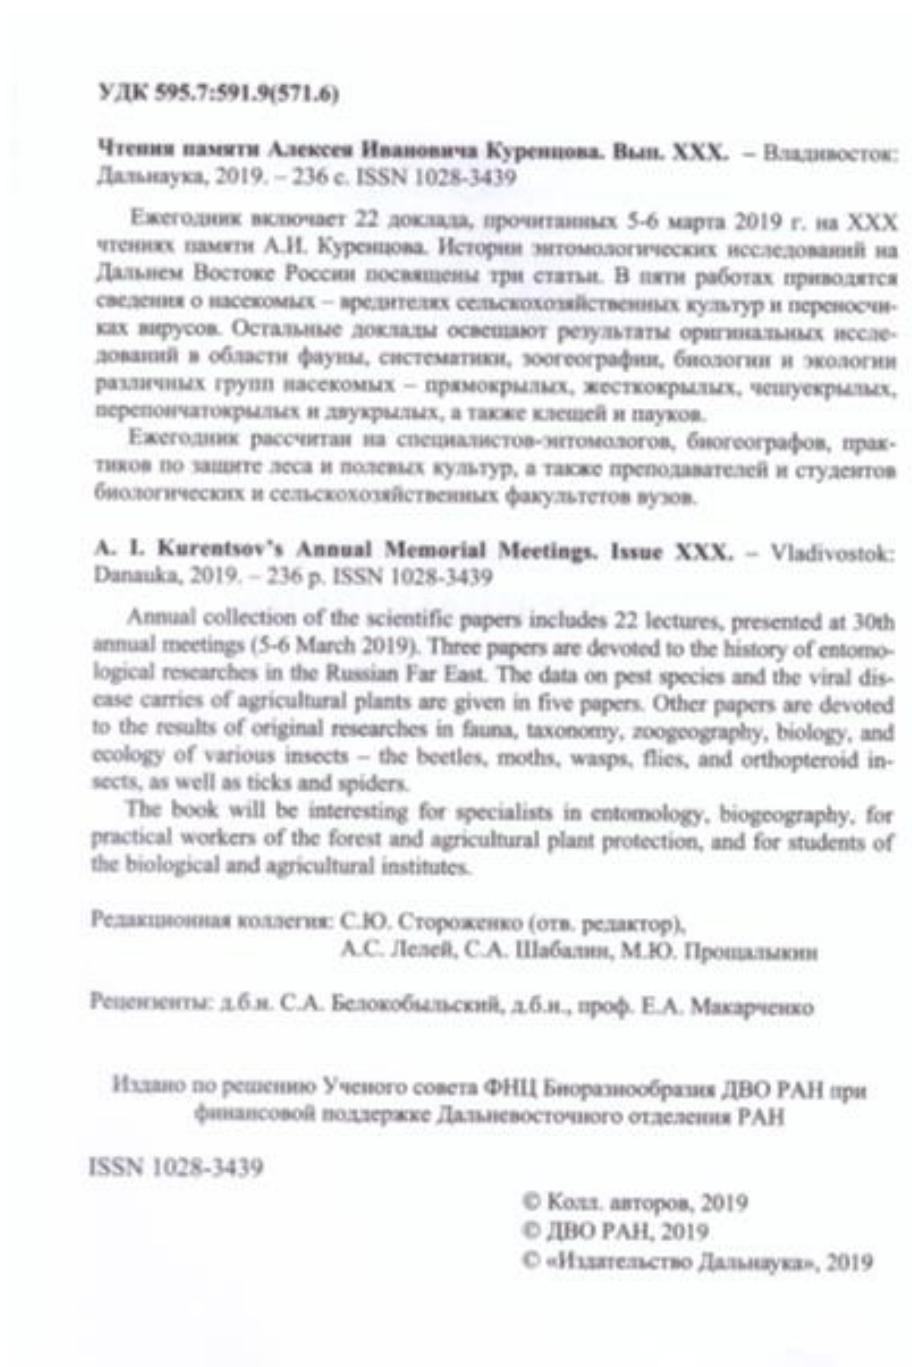 УДК 595.7:591.9(571.6)
Чтения памяти Алексея Ивановича Куренцова. Вып. XXX. – Владивосток:
Дальнаука, 2019. – 236 с. ISSN 1028-3439
Ежегодник включает 22 доклада, прочитанных 5-6 марта 2019 г. на XXX
чтениях памяти А.И. Куренцова. Истории энтомологических исследований на
Дальнем Востоке России посвящены три статьи. В пяти работах приводятся
сведения о насекомых – вредителях сельскохозяйственных культур и переносчи-
ках вирусов. Остальные доклады освещают результаты оригинальных иссле-
дований в области фауны, систематики, зоогеографии, биологии и экологии
различных групп насекомых – прямокрылых, жесткокрылых, чешуекрылых,
перепончатокрылых и двукрылых, а также клещей и пауков.
Ежегодник рассчитан на специалистов-энтомологов, биогеографов, прак-
тиков по защите леса и полевых культур, а также преподавателей и студентов
биологических и сельскохозяйственных факультетов вузов.
A. I. Kurentsov's Annual Memorial Meetings. Issue XXX. – Vladivostok:
Danauka, 2019. – 236 p. ISSN 1028-3439
Annual collection of the scientific papers includes 22 lectures, presented at 30th
annual meetings (5-6 March 2019). Three papers are devoted to the history of entomo-
logical researches in the Russian Far East. The data on pest species and the viral dis-
ease carries of agricultural plants are given in five papers. Other papers are devoted
to the results of original researches in fauna, taxonomy, zoogeography, biology, and
ecology of various insects – the beetles, moths, wasps, flies, and orthopteroid in-
sects, as well as ticks and spiders.
The book will be interesting for specialists in entomology, biogeography, for
practical workers of the forest and agricultural plant protection, and for students of
the biological and agricultural institutes.
Редакционная коллегия: С.Ю. Стороженко (отв. редактор),
А.С. Лелей, С.А. Шабалин, М.Ю. Прощалыкин
Рецензенты: д.б.н. С.А. Белокобыльский, д.б.н., проф. Е.А. Макарченко
Издано по решению Ученого совета ФНЦ Биоразнообразия ДВО РАН при
финансовой поддержке Дальневосточного отделения РАН
ISSN 1028-3439
© Колл. авторов, 2019
© ДВО РАН, 2019
© «Издательство Дальнаука», 2019